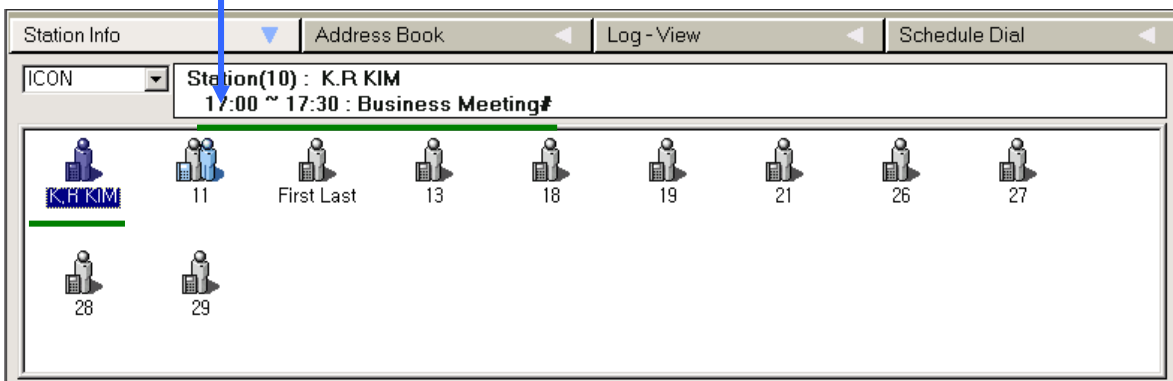 Station Info Address Book Log-View Schedule Dial
ICON Station(10) : K.R KIM
17:00 ~ 17:30 : Business Meeting#
K.R KIM 11 First Last 13 18 19 21 26 27
28 29